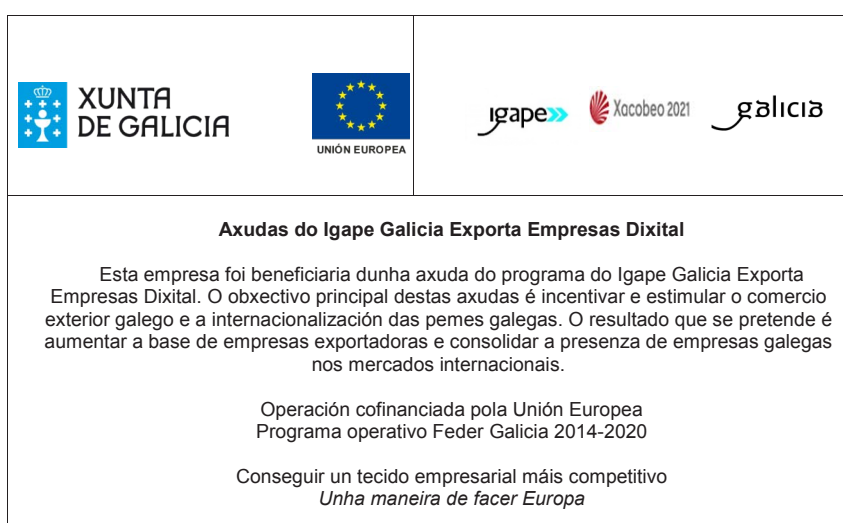 XUNTA
DE GALICIA
UNIÓN EUROPEA
igape
Xacobeo 2021
galicia
Axudas do Igape Galicia Exporta Empresas Dixital
Esta empresa foi beneficiaria dunha axuda do programa do Igape Galicia Exporta
Empresas Dixital. O obxectivo principal destas axudas é incentivar e estimular o comercio
exterior galego e a internacionalización das pemes galegas. O resultado que se pretende é
aumentar a base de empresas exportadoras e consolidar a presenza de empresas galegas
nos mercados internacionais.
Operación cofinanciada pola Unión Europea
Programa operativo Feder Galicia 2014-2020
Conseguir un tecido empresarial máis competitivo
Unha maneira de facer Europa